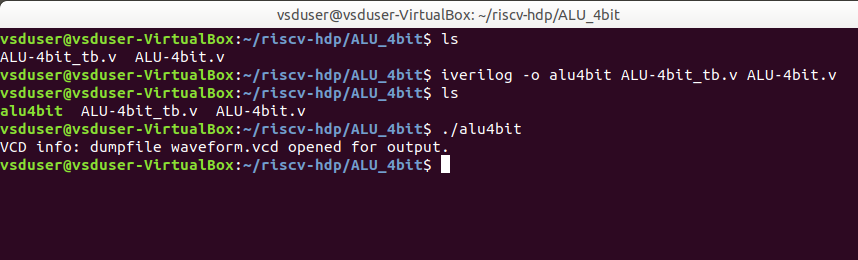 vsduser@vsduser-VirtualBox: ~/riscv-hdp/ALU_4bit
vsduser@vsduser-VirtualBox:~/riscv-hdp/ALU_4bit$ ls
ALU-4bit_tb.v  ALU-4bit.v
vsduser@vsduser-VirtualBox:~/riscv-hdp/ALU_4bit$ iverilog -o alu4bit ALU-4bit_tb.v ALU-4bit.v
vsduser@vsduser-VirtualBox:~/riscv-hdp/ALU_4bit$ ls
alu4bit  ALU-4bit_tb.v  ALU-4bit.v
vsduser@vsduser-VirtualBox:~/riscv-hdp/ALU_4bit$ ./alu4bit
VCD info: dumpfile waveform.vcd opened for output.
vsduser@vsduser-VirtualBox:~/riscv-hdp/ALU_4bit$